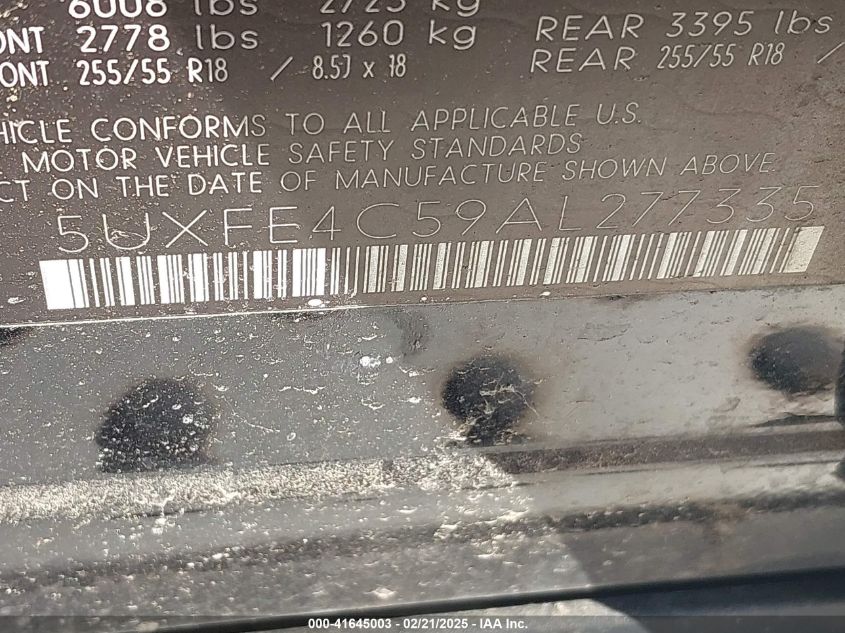 6008 lbs 2725 kg
ONT 2778 lbs 1260 kg REAR 3395 lbs
ONT 255/55 R18 / 8.5J x 18 REAR 255/55 R18 /
HICLE CONFORMS TO ALL APPLICABLE U.S.
MOTOR VEHICLE SAFETY STANDARDS
CT ON THE DATE OF MANUFACTURE SHOWN ABOVE
5UXFE4C59AL277335
000-41645003 - 02/21/2025 - IAA Inc.